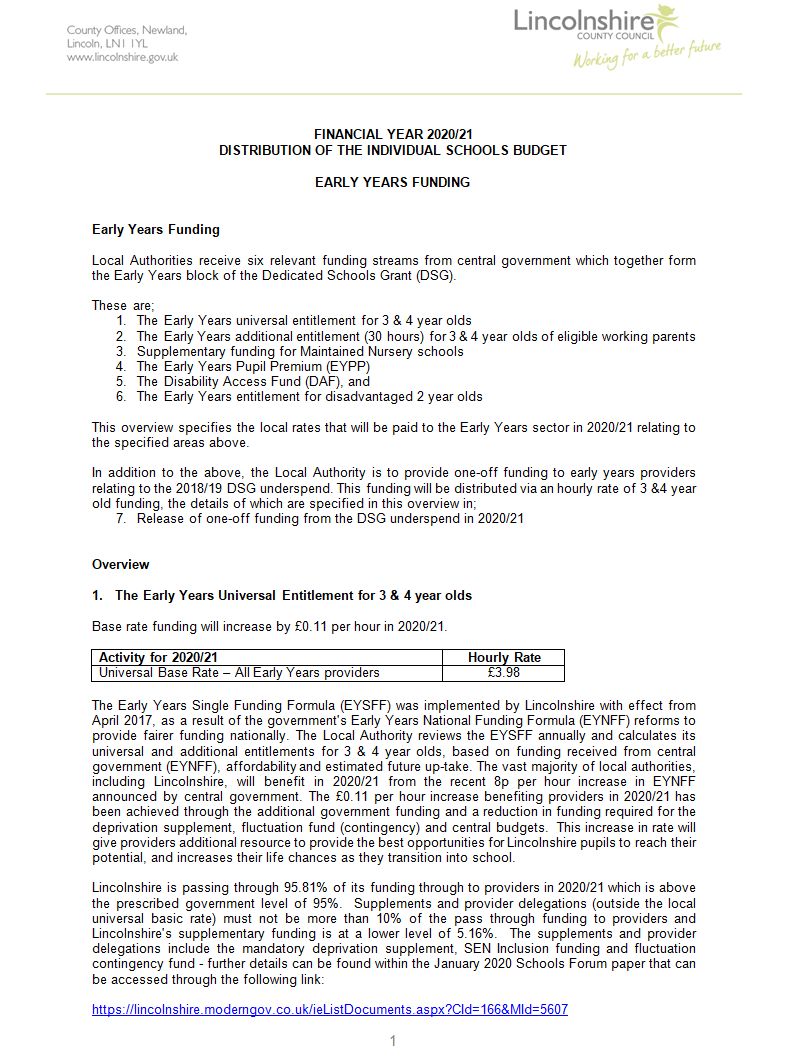 County Offices, Newland,
Lincoln, LN1 1YL
www.lincolnshire.gov.uk
Lincolnshire
COUNTY COUNCIL
Working for a better future
FINANCIAL YEAR 2020/21
DISTRIBUTION OF THE INDIVIDUAL SCHOOLS BUDGET
EARLY YEARS FUNDING
Early Years Funding
Local Authorities receive six relevant funding streams from central government which together form
the Early Years block of the Dedicated Schools Grant (DSG).
These are;
1. The Early Years universal entitlement for 3 & 4 year olds
2. The Early Years additional entitlement (30 hours) for 3 & 4 year olds of eligible working parents
3. Supplementary funding for Maintained Nursery schools
4. The Early Years Pupil Premium (EYPP)
5. The Disability Access Fund (DAF), and
6. The Early Years entitlement for disadvantaged 2 year olds
This overview specifies the local rates that will be paid to the Early Years sector in 2020/21 relating to
the specified areas above.
In addition to the above, the Local Authority is to provide one-off funding to early years providers
relating to the 2018/19 DSG underspend. This funding will be distributed via an hourly rate of 3 &4 year
old funding, the details of which are specified in this overview in;
7. Release of one-off funding from the DSG underspend in 2020/21
Overview
1. The Early Years Universal Entitlement for 3 & 4 year olds
Base rate funding will increase by £0.11 per hour in 2020/21.
Activity for 2020/21 Hourly Rate
Universal Base Rate – All Early Years providers £3.98
The Early Years Single Funding Formula (EYSFF) was implemented by Lincolnshire with effect from
April 2017, as a result of the government's Early Years National Funding Formula (EYNFF) reforms to
provide fairer funding nationally. The Local Authority reviews the EYSFF annually and calculates its
universal and additional entitlements for 3 & 4 year olds, based on funding received from central
government (EYNFF), affordability and estimated future up-take. The vast majority of local authorities,
including Lincolnshire, will benefit in 2020/21 from the recent 8p per hour increase in EYNFF
announced by central government. The £0.11 per hour increase benefiting providers in 2020/21 has
been achieved through the additional government funding and a reduction in funding required for the
deprivation supplement, fluctuation fund (contingency) and central budgets. This increase in rate will
give providers additional resource to provide the best opportunities for Lincolnshire pupils to reach their
potential, and increases their life chances as they transition into school.
Lincolnshire is passing through 95.81% of its funding through to providers in 2020/21 which is above
the prescribed government level of 95%. Supplements and provider delegations (outside the local
universal basic rate) must not be more than 10% of the pass through funding to providers and
Lincolnshire's supplementary funding is at a lower level of 5.16%. The supplements and provider
delegations include the mandatory deprivation supplement, SEN Inclusion funding and fluctuation
contingency fund - further details can be found within the January 2020 Schools Forum paper that can
be accessed through the following link:
https://lincolnshire.moderngov.co.uk/ieListDocuments.aspx?CId=166&MId=5607
1